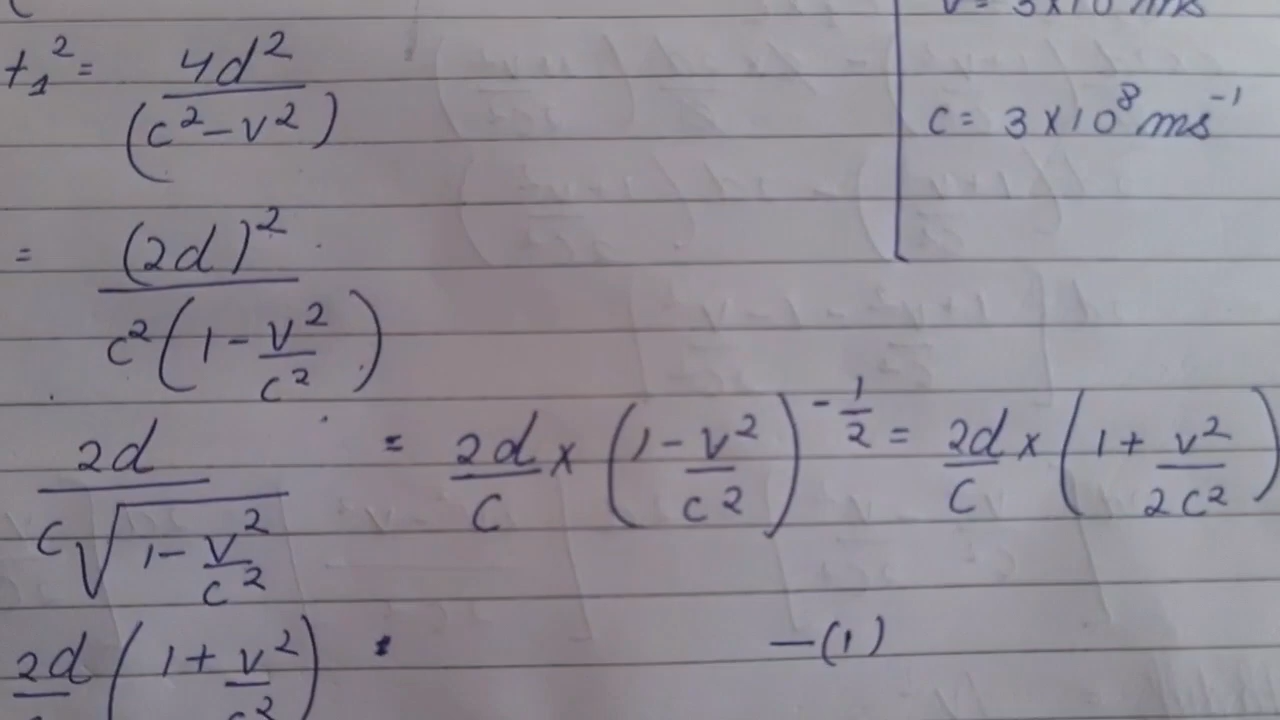 t₁² = 4d² / (c² - v²)
c = 3 × 10⁸ ms⁻¹
= (2d)² / c² (1 - v²/c²)
2d / c√(1 - v²/c²) = 2d/c × (1 - v²/c²)^(-1/2) = 2d/c × (1 + v²/2c²)
— (1)
2d (1 + v²/c²)